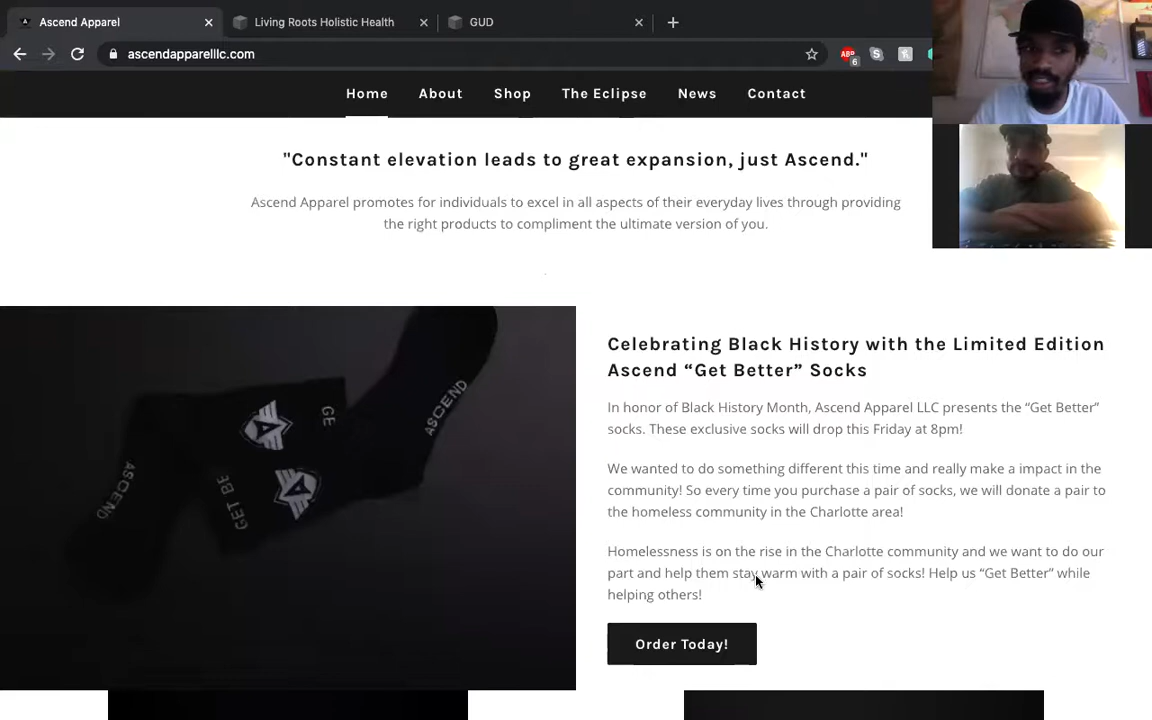 Ascend Apparel
Living Roots Holistic Health
GUD
ascendapparelllc.com
ABP
6
Home About Shop The Eclipse News Contact
"Constant elevation leads to great expansion, just Ascend."
Ascend Apparel promotes for individuals to excel in all aspects of their everyday lives through providing
the right products to compliment the ultimate version of you.
ASCEND
GET BE
GE
ASCEND
Celebrating Black History with the Limited Edition
Ascend “Get Better” Socks
In honor of Black History Month, Ascend Apparel LLC presents the “Get Better”
socks. These exclusive socks will drop this Friday at 8pm!
We wanted to do something different this time and really make a impact in the
community! So every time you purchase a pair of socks, we will donate a pair to
the homeless community in the Charlotte area!
Homelessness is on the rise in the Charlotte community and we want to do our
part and help them stay warm with a pair of socks! Help us “Get Better” while
helping others!
Order Today!